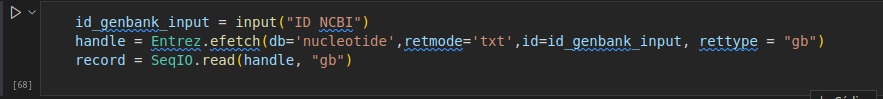 id_genbank_input = input("ID NCBI")
handle = Entrez.efetch(db='nucleotide',retmode='txt',id=id_genbank_input, rettype = "gb")
record = SeqIO.read(handle, "gb")
[68]